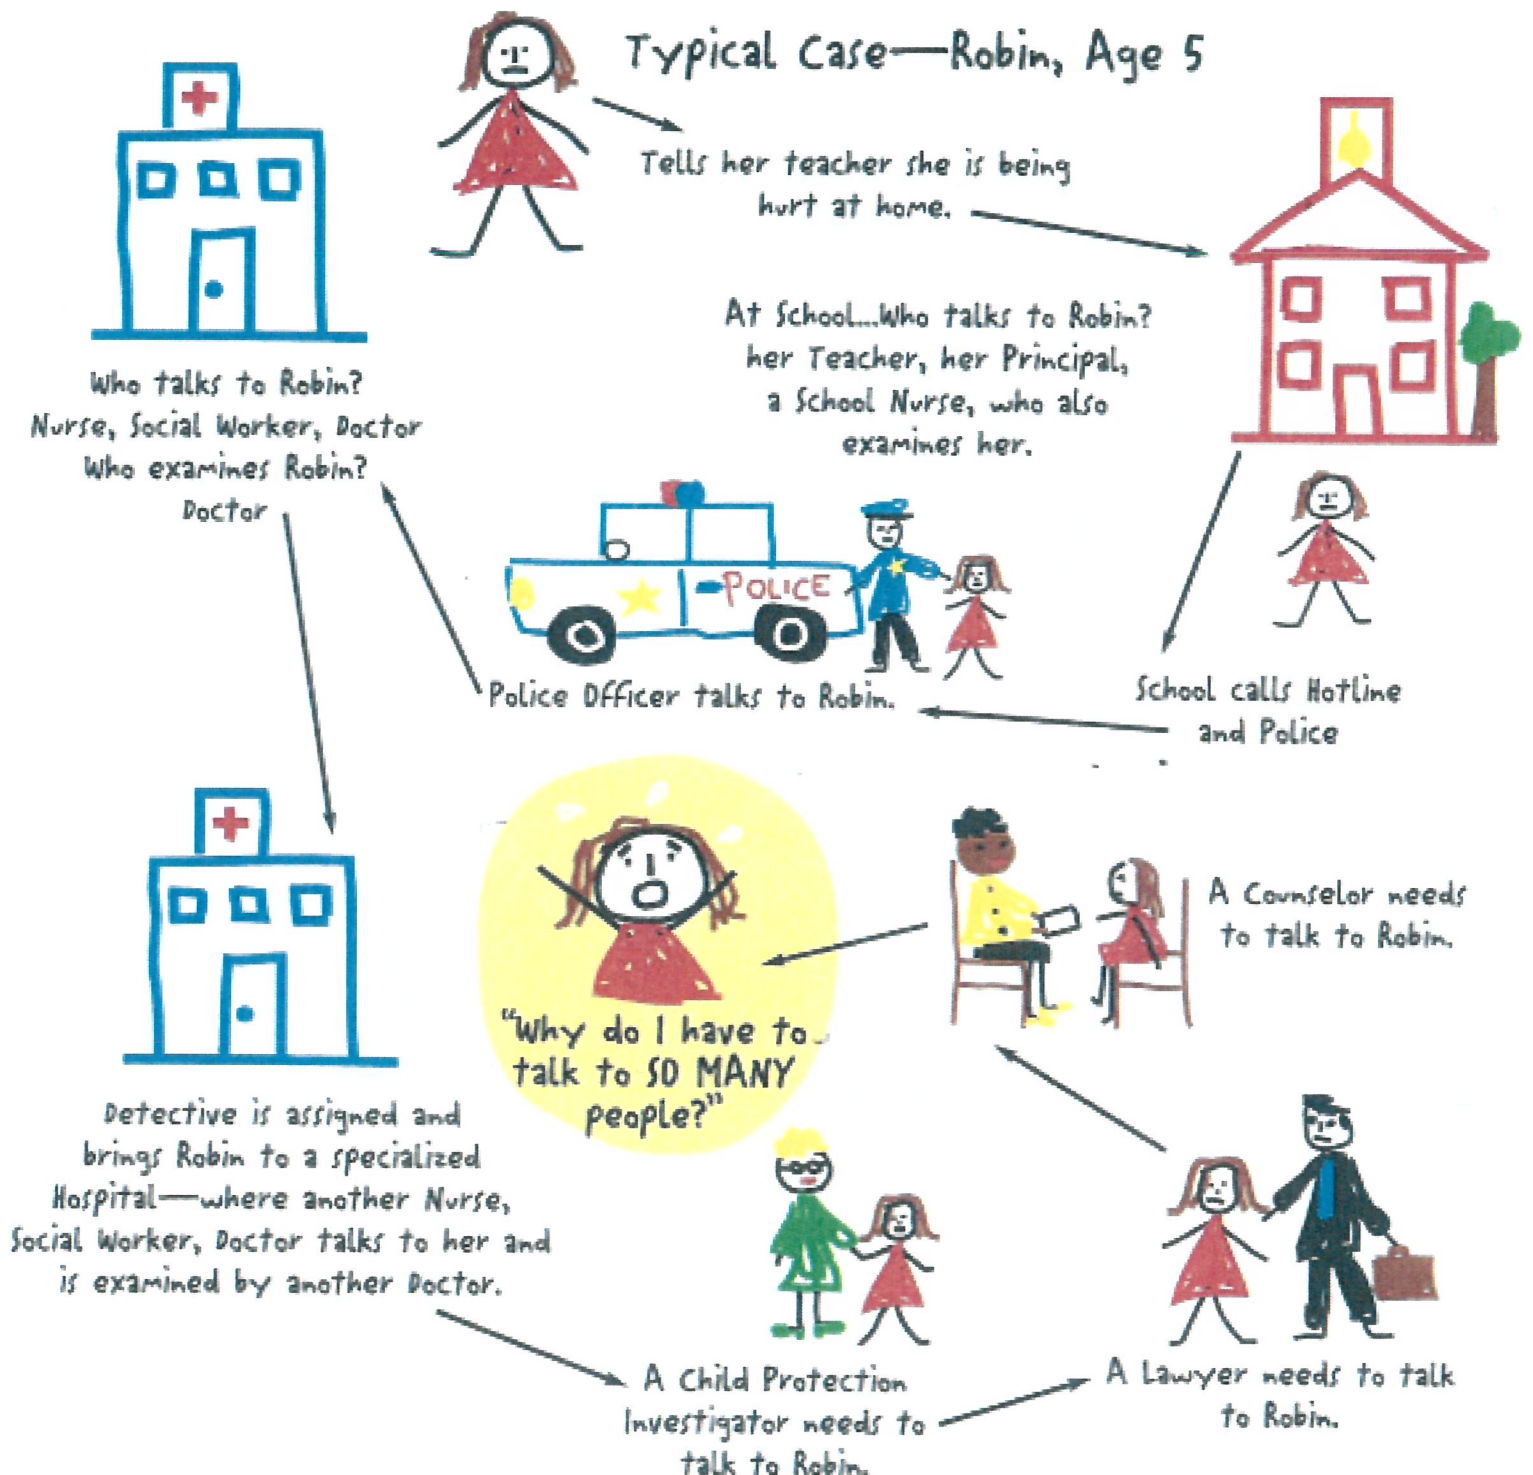 Typical Case—Robin, Age 5
Tells her teacher she is being
hurt at home.
At School...Who talks to Robin?
her Teacher, her Principal,
a School Nurse, who also
examines her.
School calls Hotline
and Police
POLICE
Police Officer talks to Robin.
Who talks to Robin?
Nurse, Social Worker, Doctor
Who examines Robin?
Doctor
Detective is assigned and
brings Robin to a specialized
Hospital—where another Nurse,
Social Worker, Doctor talks to her and
is examined by another Doctor.
A Child Protection
Investigator needs to
talk to Robin.
A Lawyer needs to talk
to Robin.
A Counselor needs
to talk to Robin.
"Why do I have to
talk to SO MANY
people?"